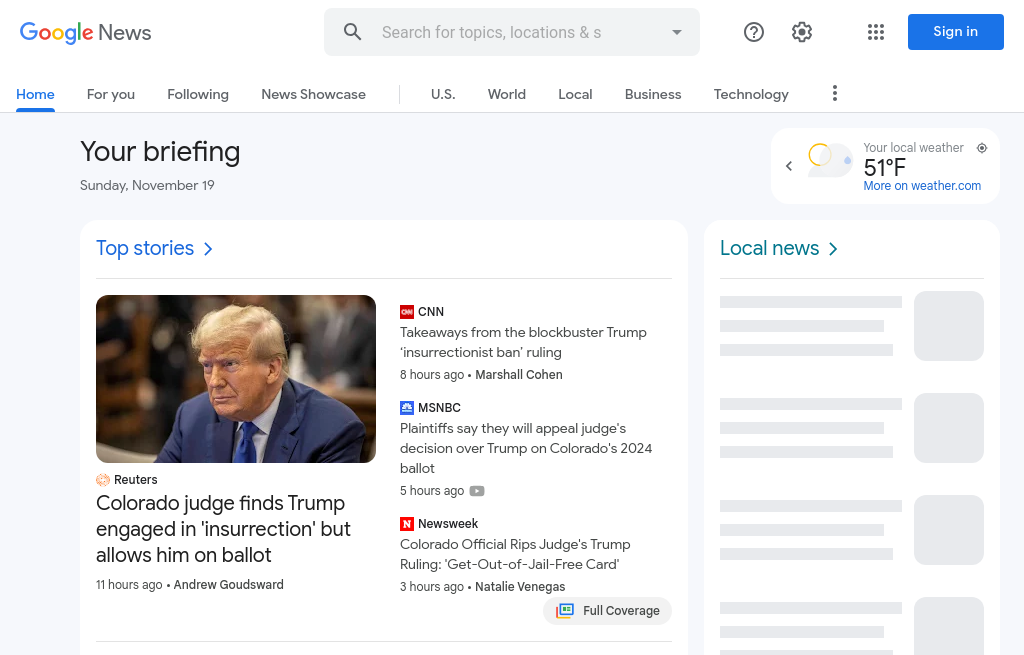 Google News
Search for topics, locations & s
Sign in
Home
For you
Following
News Showcase
U.S.
World
Local
Business
Technology
Your briefing
Sunday, November 19
Your local weather
51°F
More on weather.com
Top stories
Reuters
Colorado judge finds Trump
engaged in 'insurrection' but
allows him on ballot
11 hours ago • Andrew Goudsward
CNN
Takeaways from the blockbuster Trump
‘insurrectionist ban’ ruling
8 hours ago • Marshall Cohen
MSNBC
Plaintiffs say they will appeal judge's
decision over Trump on Colorado's 2024
ballot
5 hours ago
Newsweek
Colorado Official Rips Judge's Trump
Ruling: 'Get-Out-of-Jail-Free Card'
3 hours ago • Natalie Venegas
Full Coverage
Local news